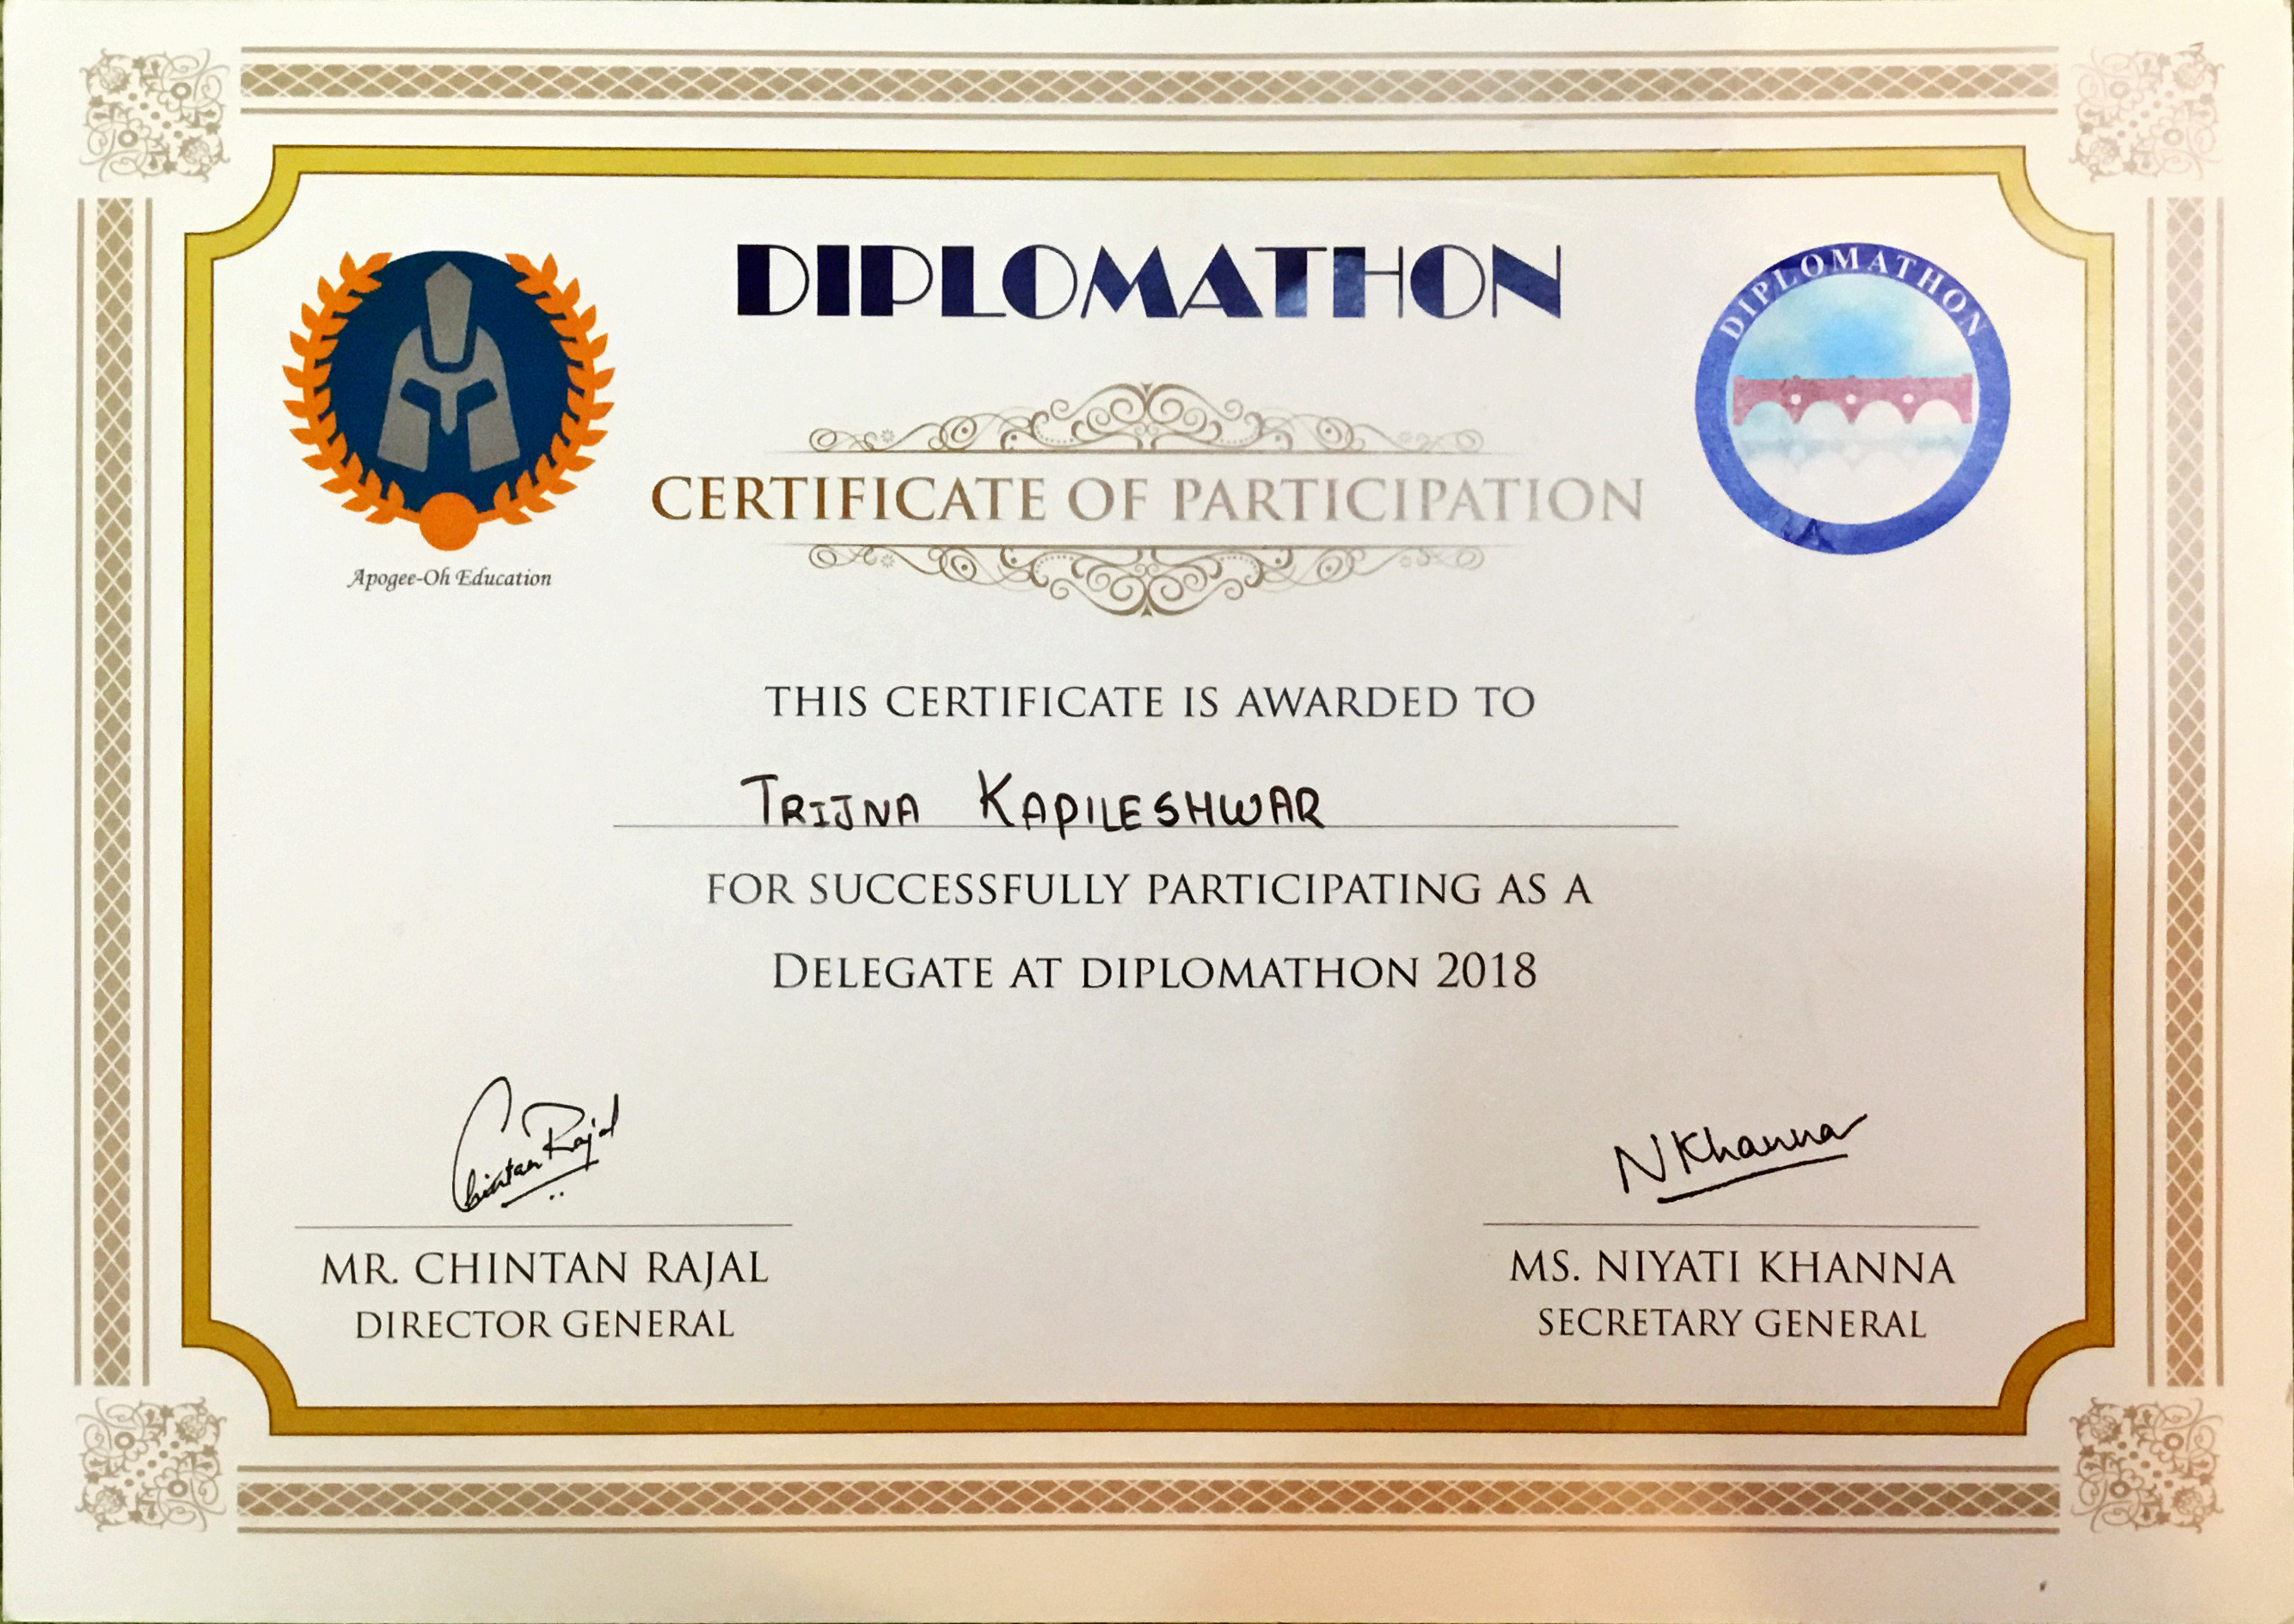 DIPLOMATHON
DIPLOMATHON
CERTIFICATE OF PARTICIPATION
Apogee-Oh Education
THIS CERTIFICATE IS AWARDED TO
TRIJNA KAPILESHWAR
FOR SUCCESSFULLY PARTICIPATING AS A
DELEGATE AT DIPLOMATHON 2018
Chintan Rajal
N Khanna
MR. CHINTAN RAJAL
DIRECTOR GENERAL
MS. NIYATI KHANNA
SECRETARY GENERAL